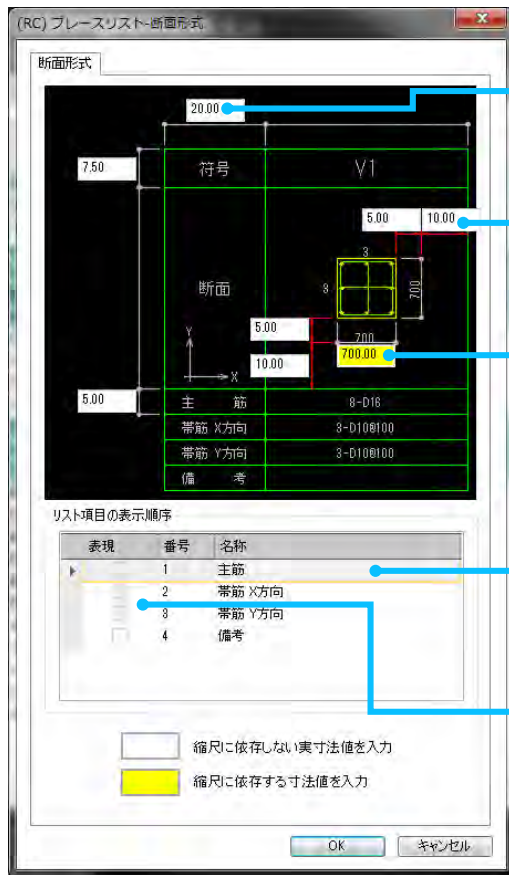 (RC) ブレースリスト-断面形式
断面形式
20.00
7.50
符号
V1
5.00
10.00
3
断面
8
700
Y
5.00
700
700.00
10.00
X
5.00
主 筋
8-D16
帯筋 X方向
3-D10@100
帯筋 Y方向
3-D10@100
備 考
リスト項目の表示順序
表現 番号 名称
1 主筋
2 帯筋 X方向
3 帯筋 Y方向
4 備考
縮尺に依存しない実寸法値を入力
縮尺に依存する寸法値を入力
OK
キャンセル